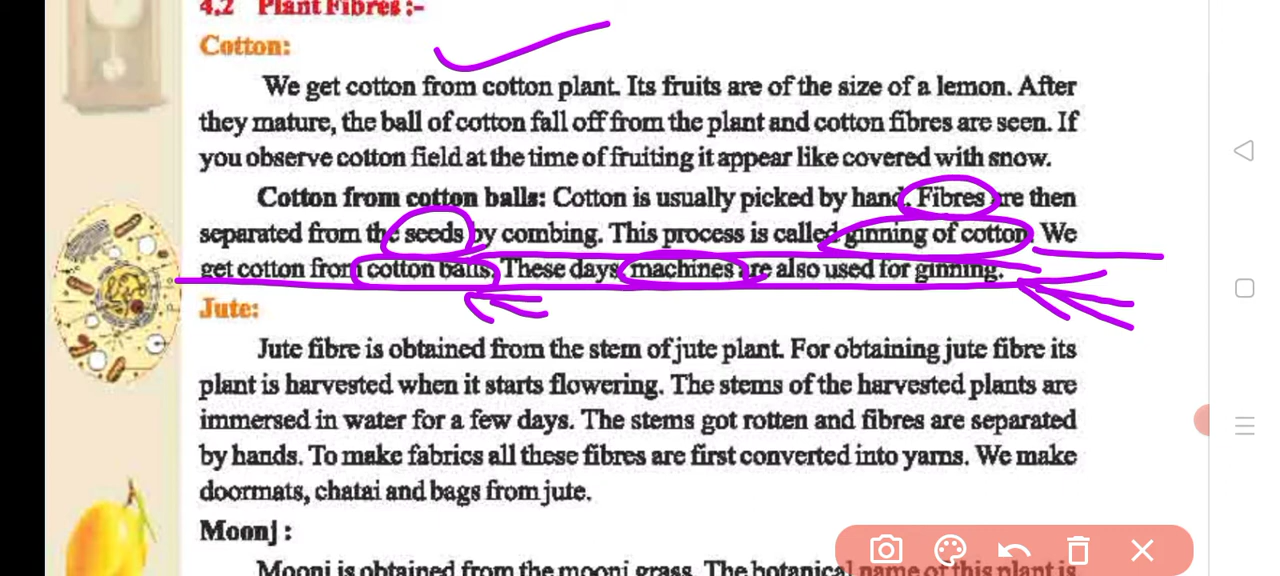 4.2 Plant Fibres :-
Cotton:
We get cotton from cotton plant. Its fruits are of the size of a lemon. After
they mature, the ball of cotton fall off from the plant and cotton fibres are seen. If
you observe cotton field at the time of fruiting it appear like covered with snow.
Cotton from cotton balls: Cotton is usually picked by hand. Fibres are then
separated from the seeds by combing. This process is called ginning of cotton. We
get cotton from cotton balls. These days machines are also used for ginning.
Jute:
Jute fibre is obtained from the stem of jute plant. For obtaining jute fibre its
plant is harvested when it starts flowering. The stems of the harvested plants are
immersed in water for a few days. The stems got rotten and fibres are separated
by hands. To make fabrics all these fibres are first converted into yarns. We make
doormats, chatai and bags from jute.
Moonj :
Moonj is obtained from the moonj grass. The botanical name of this plant is